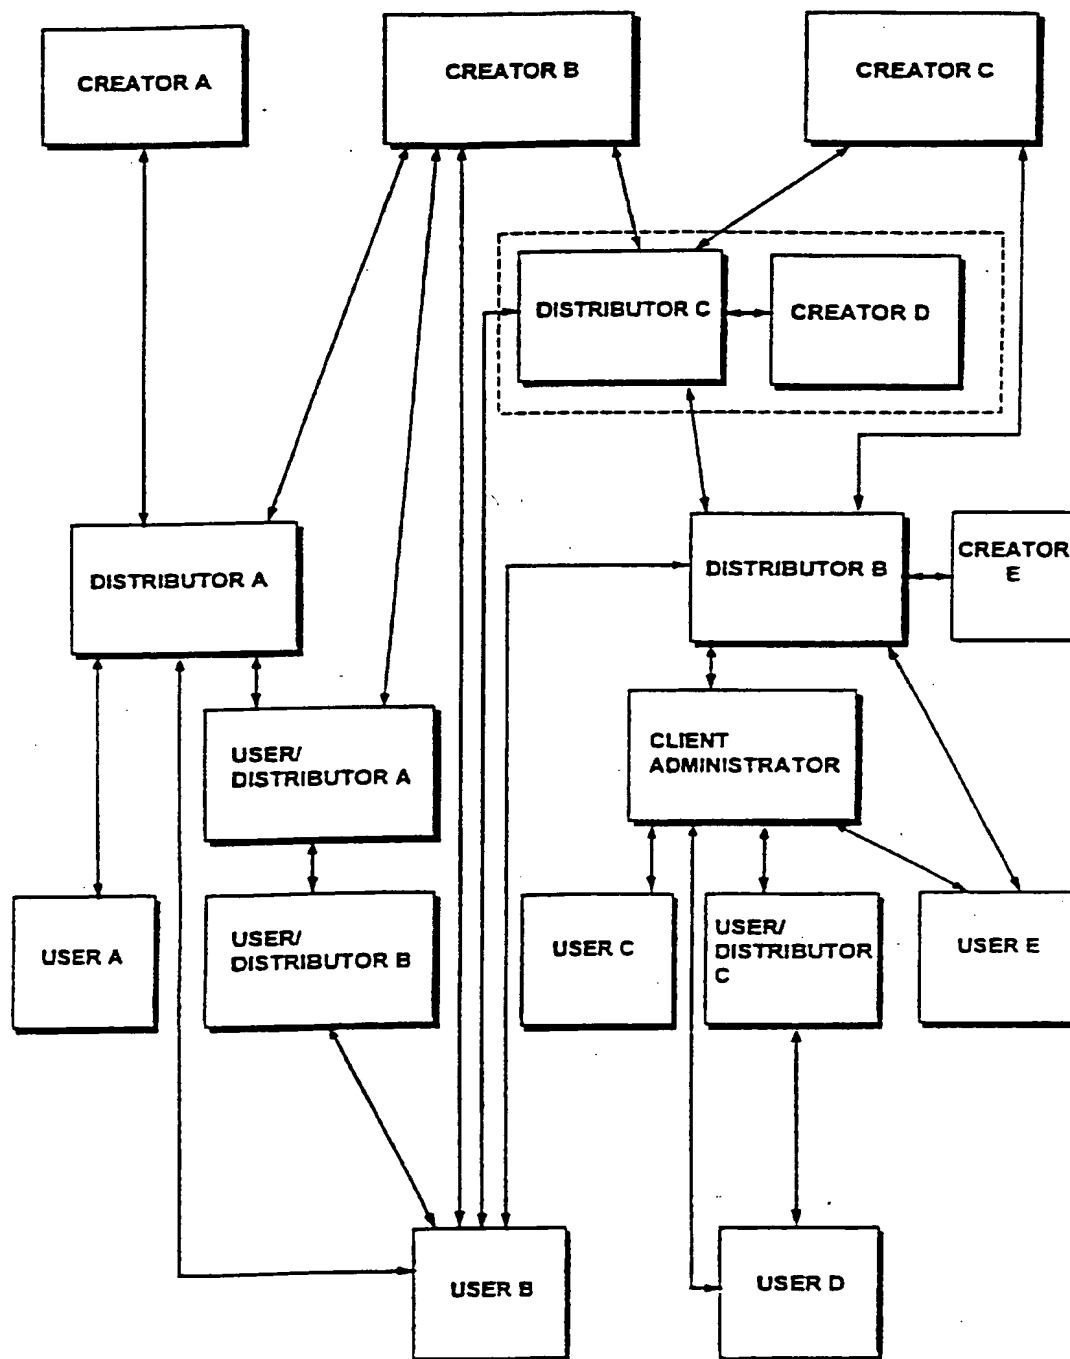 CREATOR A
CREATOR B
CREATOR C
DISTRIBUTOR C
CREATOR D
DISTRIBUTOR A
DISTRIBUTOR B
CREATOR
E
USER/
DISTRIBUTOR A
CLIENT
ADMINISTRATOR
USER A
USER/
DISTRIBUTOR B
USER C
USER/
DISTRIBUTOR
C
USER E
USER B
USER D